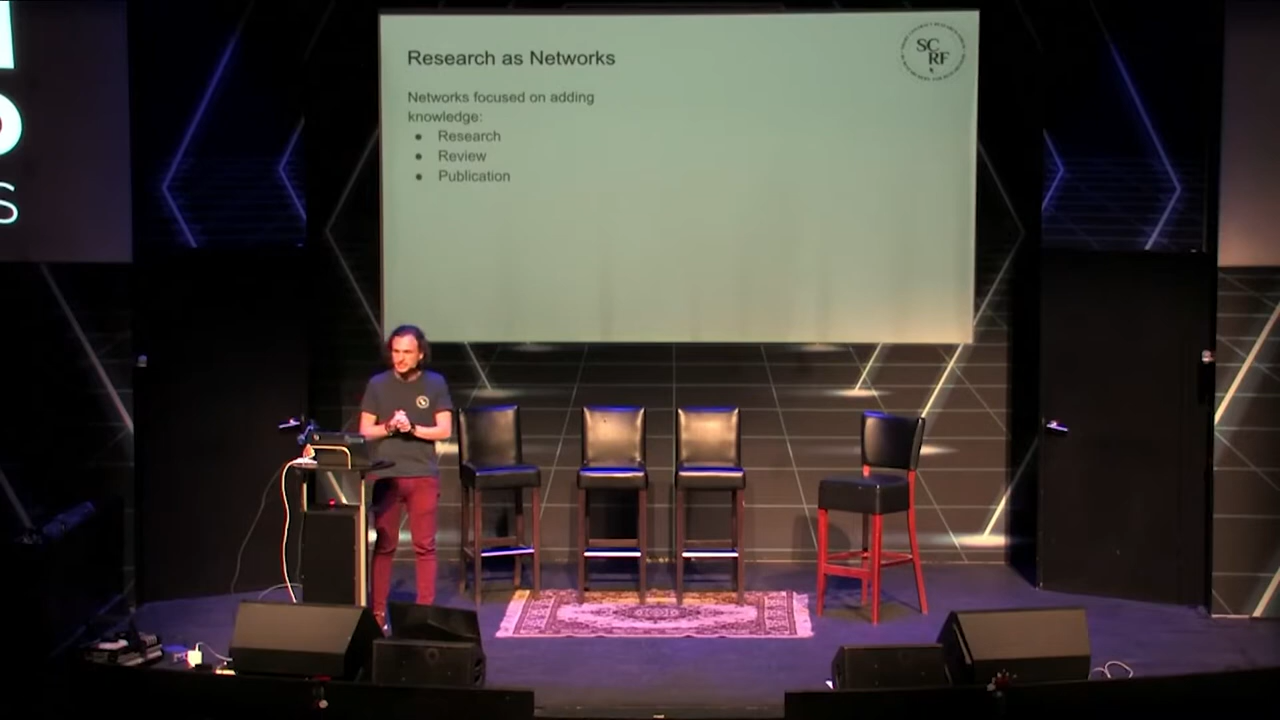 Research as Networks
Networks focused on adding
knowledge:
● Research
● Review
● Publication
SC
RF
S